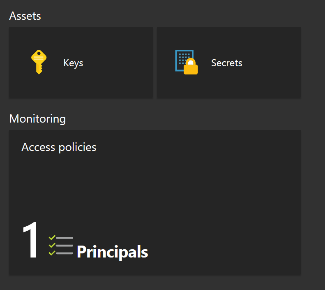 Assets
Keys
Secrets
Monitoring
Access policies
1 Principals